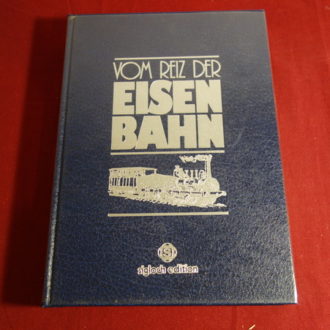 VOM REIZ DER
EISEN
BAHN
S
sigloch edition